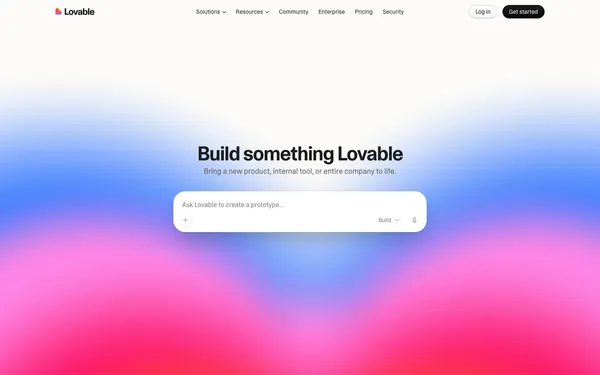 Lovable
Solutions Resources Community Enterprise Pricing Security
Log in Get started
Build something Lovable
Bring a new product, internal tool, or entire company to life.
Ask Lovable to create a prototype...
Build